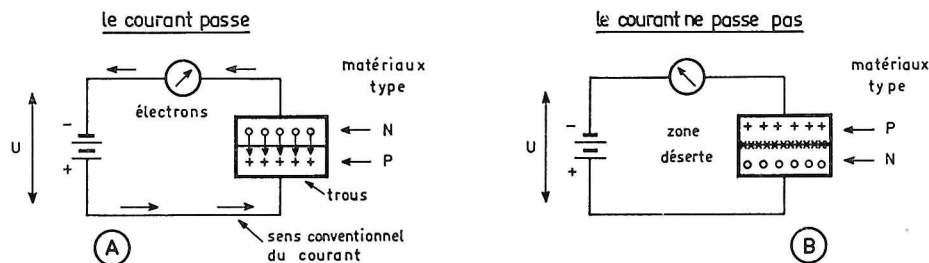 le courant passe
électrons
matériaux
type
N
P
trous
sens conventionnel
du courant
U
-
+
A
le courant ne passe pas
zone
déserte
matériaux
type
P
N
U
-
+
B